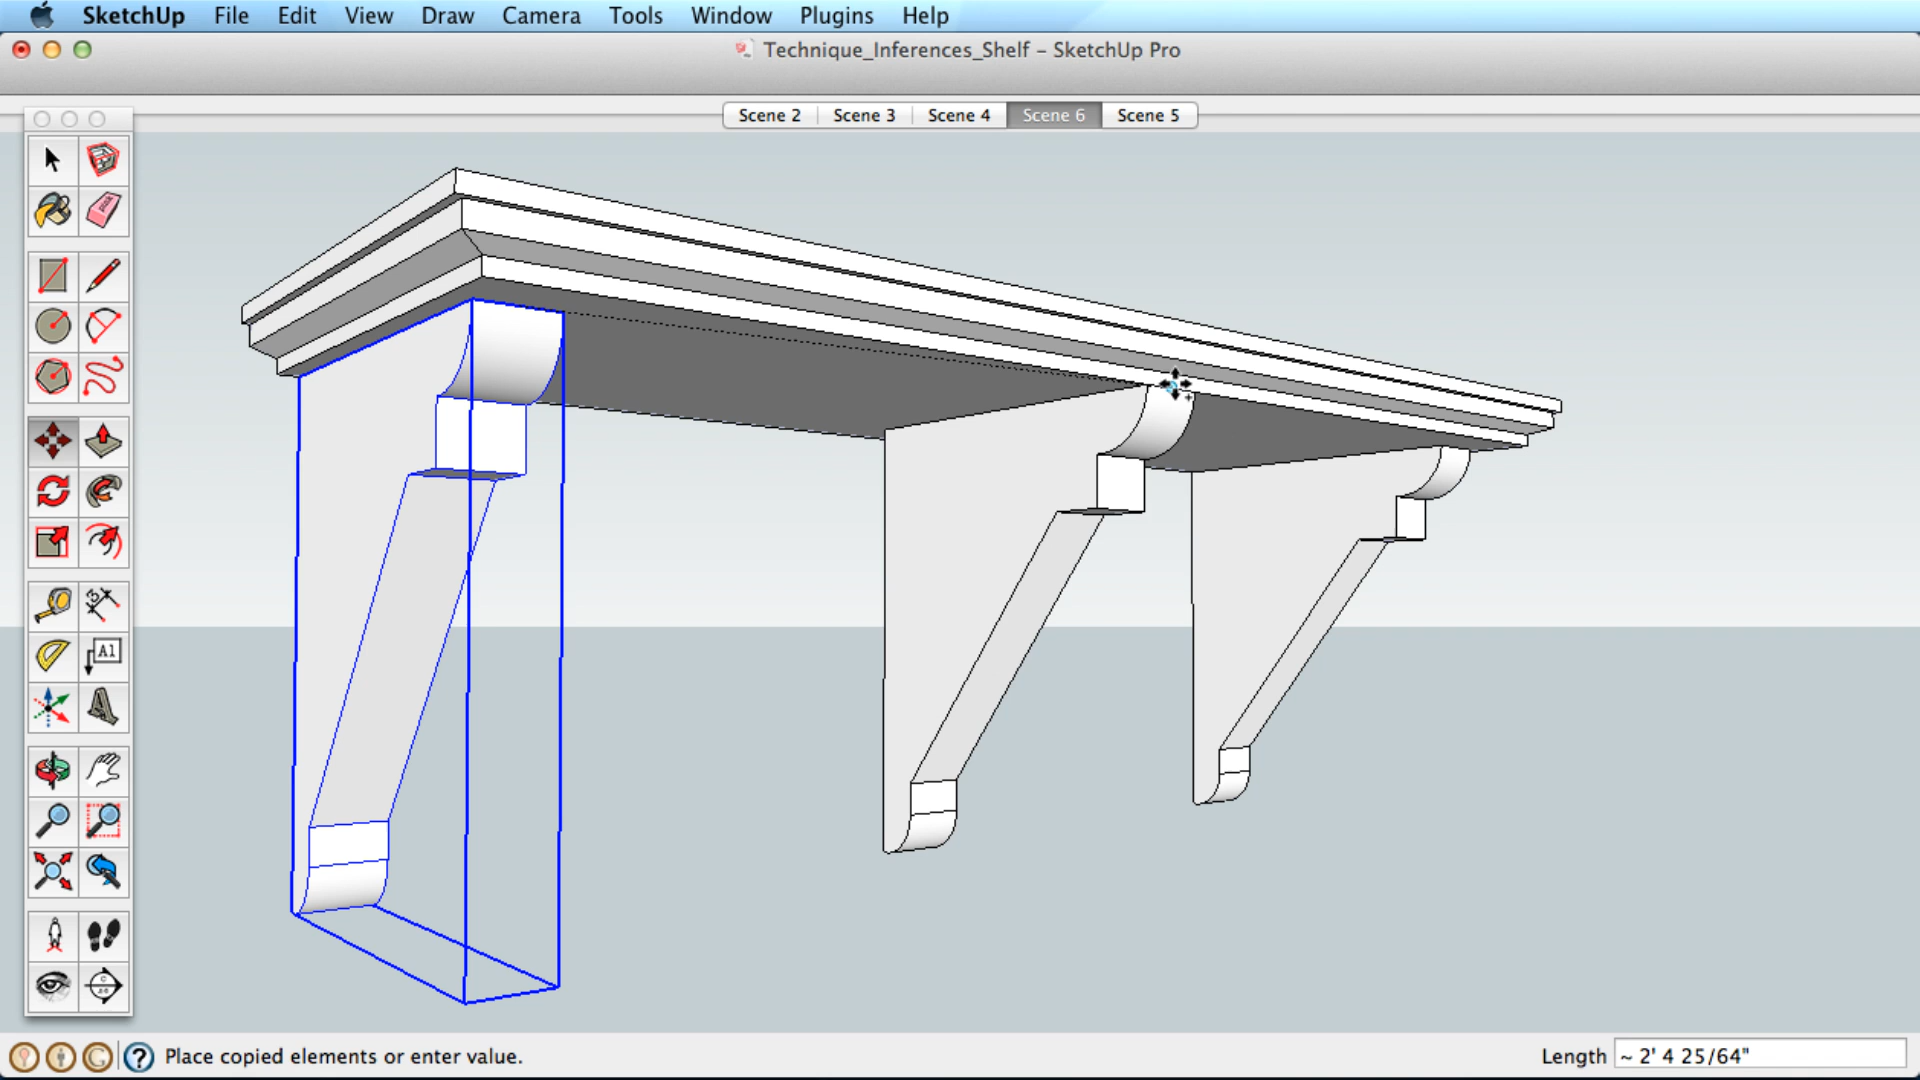 SketchUp File Edit View Draw Camera Tools Window Plugins Help
Technique_Inferences_Shelf – SketchUp Pro
Scene 2 Scene 3 Scene 4 Scene 6 Scene 5
A1
Place copied elements or enter value.
Length ~ 2' 4 25/64"